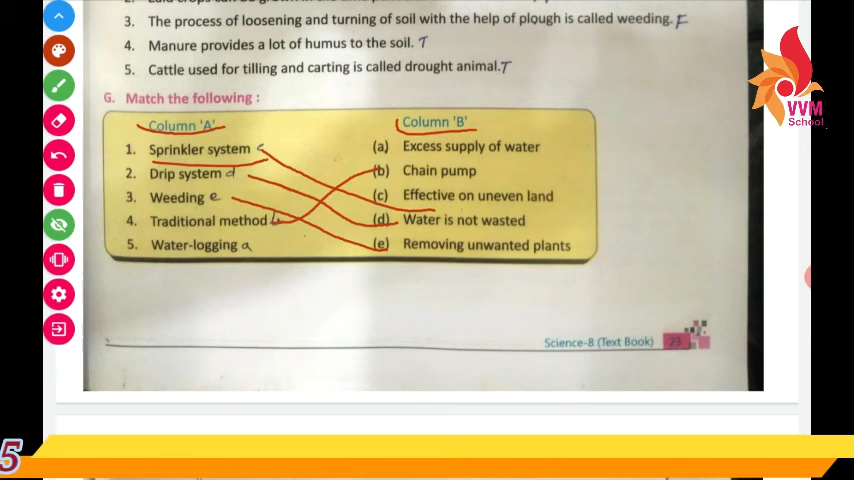 3. The process of loosening and turning of soil with the help of plough is called weeding. F
4. Manure provides a lot of humus to the soil. T
5. Cattle used for tilling and carting is called drought animal. T
G. Match the following :
Column 'A' Column 'B'
1. Sprinkler system c (a) Excess supply of water
2. Drip system d (b) Chain pump
3. Weeding e (c) Effective on uneven land
4. Traditional method b (d) Water is not wasted
5. Water-logging a (e) Removing unwanted plants
Science-8 (Text Book) 23
VVM
School
5